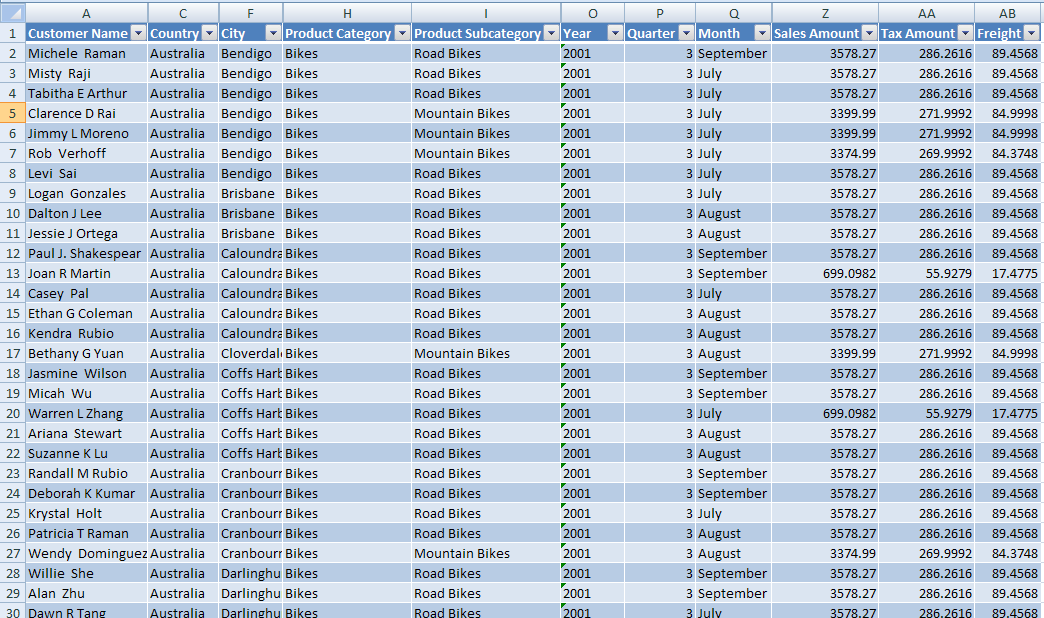 A C F H I O P Q Z AA AB
1 Customer Name Country City Product Category Product Subcategory Year Quarter Month Sales Amount Tax Amount Freight
2 Michele Raman Australia Bendigo Bikes Road Bikes 2001 3 September 3578.27 286.2616 89.4568
3 Misty Raji Australia Bendigo Bikes Road Bikes 2001 3 July 3578.27 286.2616 89.4568
4 Tabitha E Arthur Australia Bendigo Bikes Road Bikes 2001 3 July 3578.27 286.2616 89.4568
5 Clarence D Rai Australia Bendigo Bikes Mountain Bikes 2001 3 July 3399.99 271.9992 84.9998
6 Jimmy L Moreno Australia Bendigo Bikes Mountain Bikes 2001 3 July 3399.99 271.9992 84.9998
7 Rob Verhoff Australia Bendigo Bikes Mountain Bikes 2001 3 July 3374.99 269.9992 84.3748
8 Levi Sai Australia Bendigo Bikes Road Bikes 2001 3 July 3578.27 286.2616 89.4568
9 Logan Gonzales Australia Brisbane Bikes Road Bikes 2001 3 July 3578.27 286.2616 89.4568
10 Dalton J Lee Australia Brisbane Bikes Road Bikes 2001 3 August 3578.27 286.2616 89.4568
11 Jessie J Ortega Australia Brisbane Bikes Road Bikes 2001 3 August 3578.27 286.2616 89.4568
12 Paul J. Shakespear Australia Caloundra Bikes Road Bikes 2001 3 September 3578.27 286.2616 89.4568
13 Joan R Martin Australia Caloundra Bikes Road Bikes 2001 3 September 699.0982 55.9279 17.4775
14 Casey Pal Australia Caloundra Bikes Road Bikes 2001 3 July 3578.27 286.2616 89.4568
15 Ethan G Coleman Australia Caloundra Bikes Road Bikes 2001 3 August 3578.27 286.2616 89.4568
16 Kendra Rubio Australia Caloundra Bikes Road Bikes 2001 3 August 3578.27 286.2616 89.4568
17 Bethany G Yuan Australia Cloverdal Bikes Mountain Bikes 2001 3 August 3399.99 271.9992 84.9998
18 Jasmine Wilson Australia Coffs Harb Bikes Road Bikes 2001 3 September 3578.27 286.2616 89.4568
19 Micah Wu Australia Coffs Harb Bikes Road Bikes 2001 3 September 3578.27 286.2616 89.4568
20 Warren L Zhang Australia Coffs Harb Bikes Road Bikes 2001 3 July 699.0982 55.9279 17.4775
21 Ariana Stewart Australia Coffs Harb Bikes Road Bikes 2001 3 August 3578.27 286.2616 89.4568
22 Suzanne K Lu Australia Coffs Harb Bikes Road Bikes 2001 3 August 3578.27 286.2616 89.4568
23 Randall M Rubio Australia Cranbourr Bikes Road Bikes 2001 3 September 3578.27 286.2616 89.4568
24 Deborah K Kumar Australia Cranbourr Bikes Road Bikes 2001 3 September 3578.27 286.2616 89.4568
25 Krystal Holt Australia Cranbourr Bikes Road Bikes 2001 3 July 3578.27 286.2616 89.4568
26 Patricia T Raman Australia Cranbourr Bikes Road Bikes 2001 3 August 3578.27 286.2616 89.4568
27 Wendy Dominguez Australia Cranbourr Bikes Mountain Bikes 2001 3 August 3374.99 269.9992 84.3748
28 Willie She Australia Darlinghu Bikes Road Bikes 2001 3 September 3578.27 286.2616 89.4568
29 Alan Zhu Australia Darlinghu Bikes Road Bikes 2001 3 September 3578.27 286.2616 89.4568
30 Dawn R Tang Australia Darlinghu Bikes Road Bikes 2001 3 July 3578.27 286.2616 89.4568